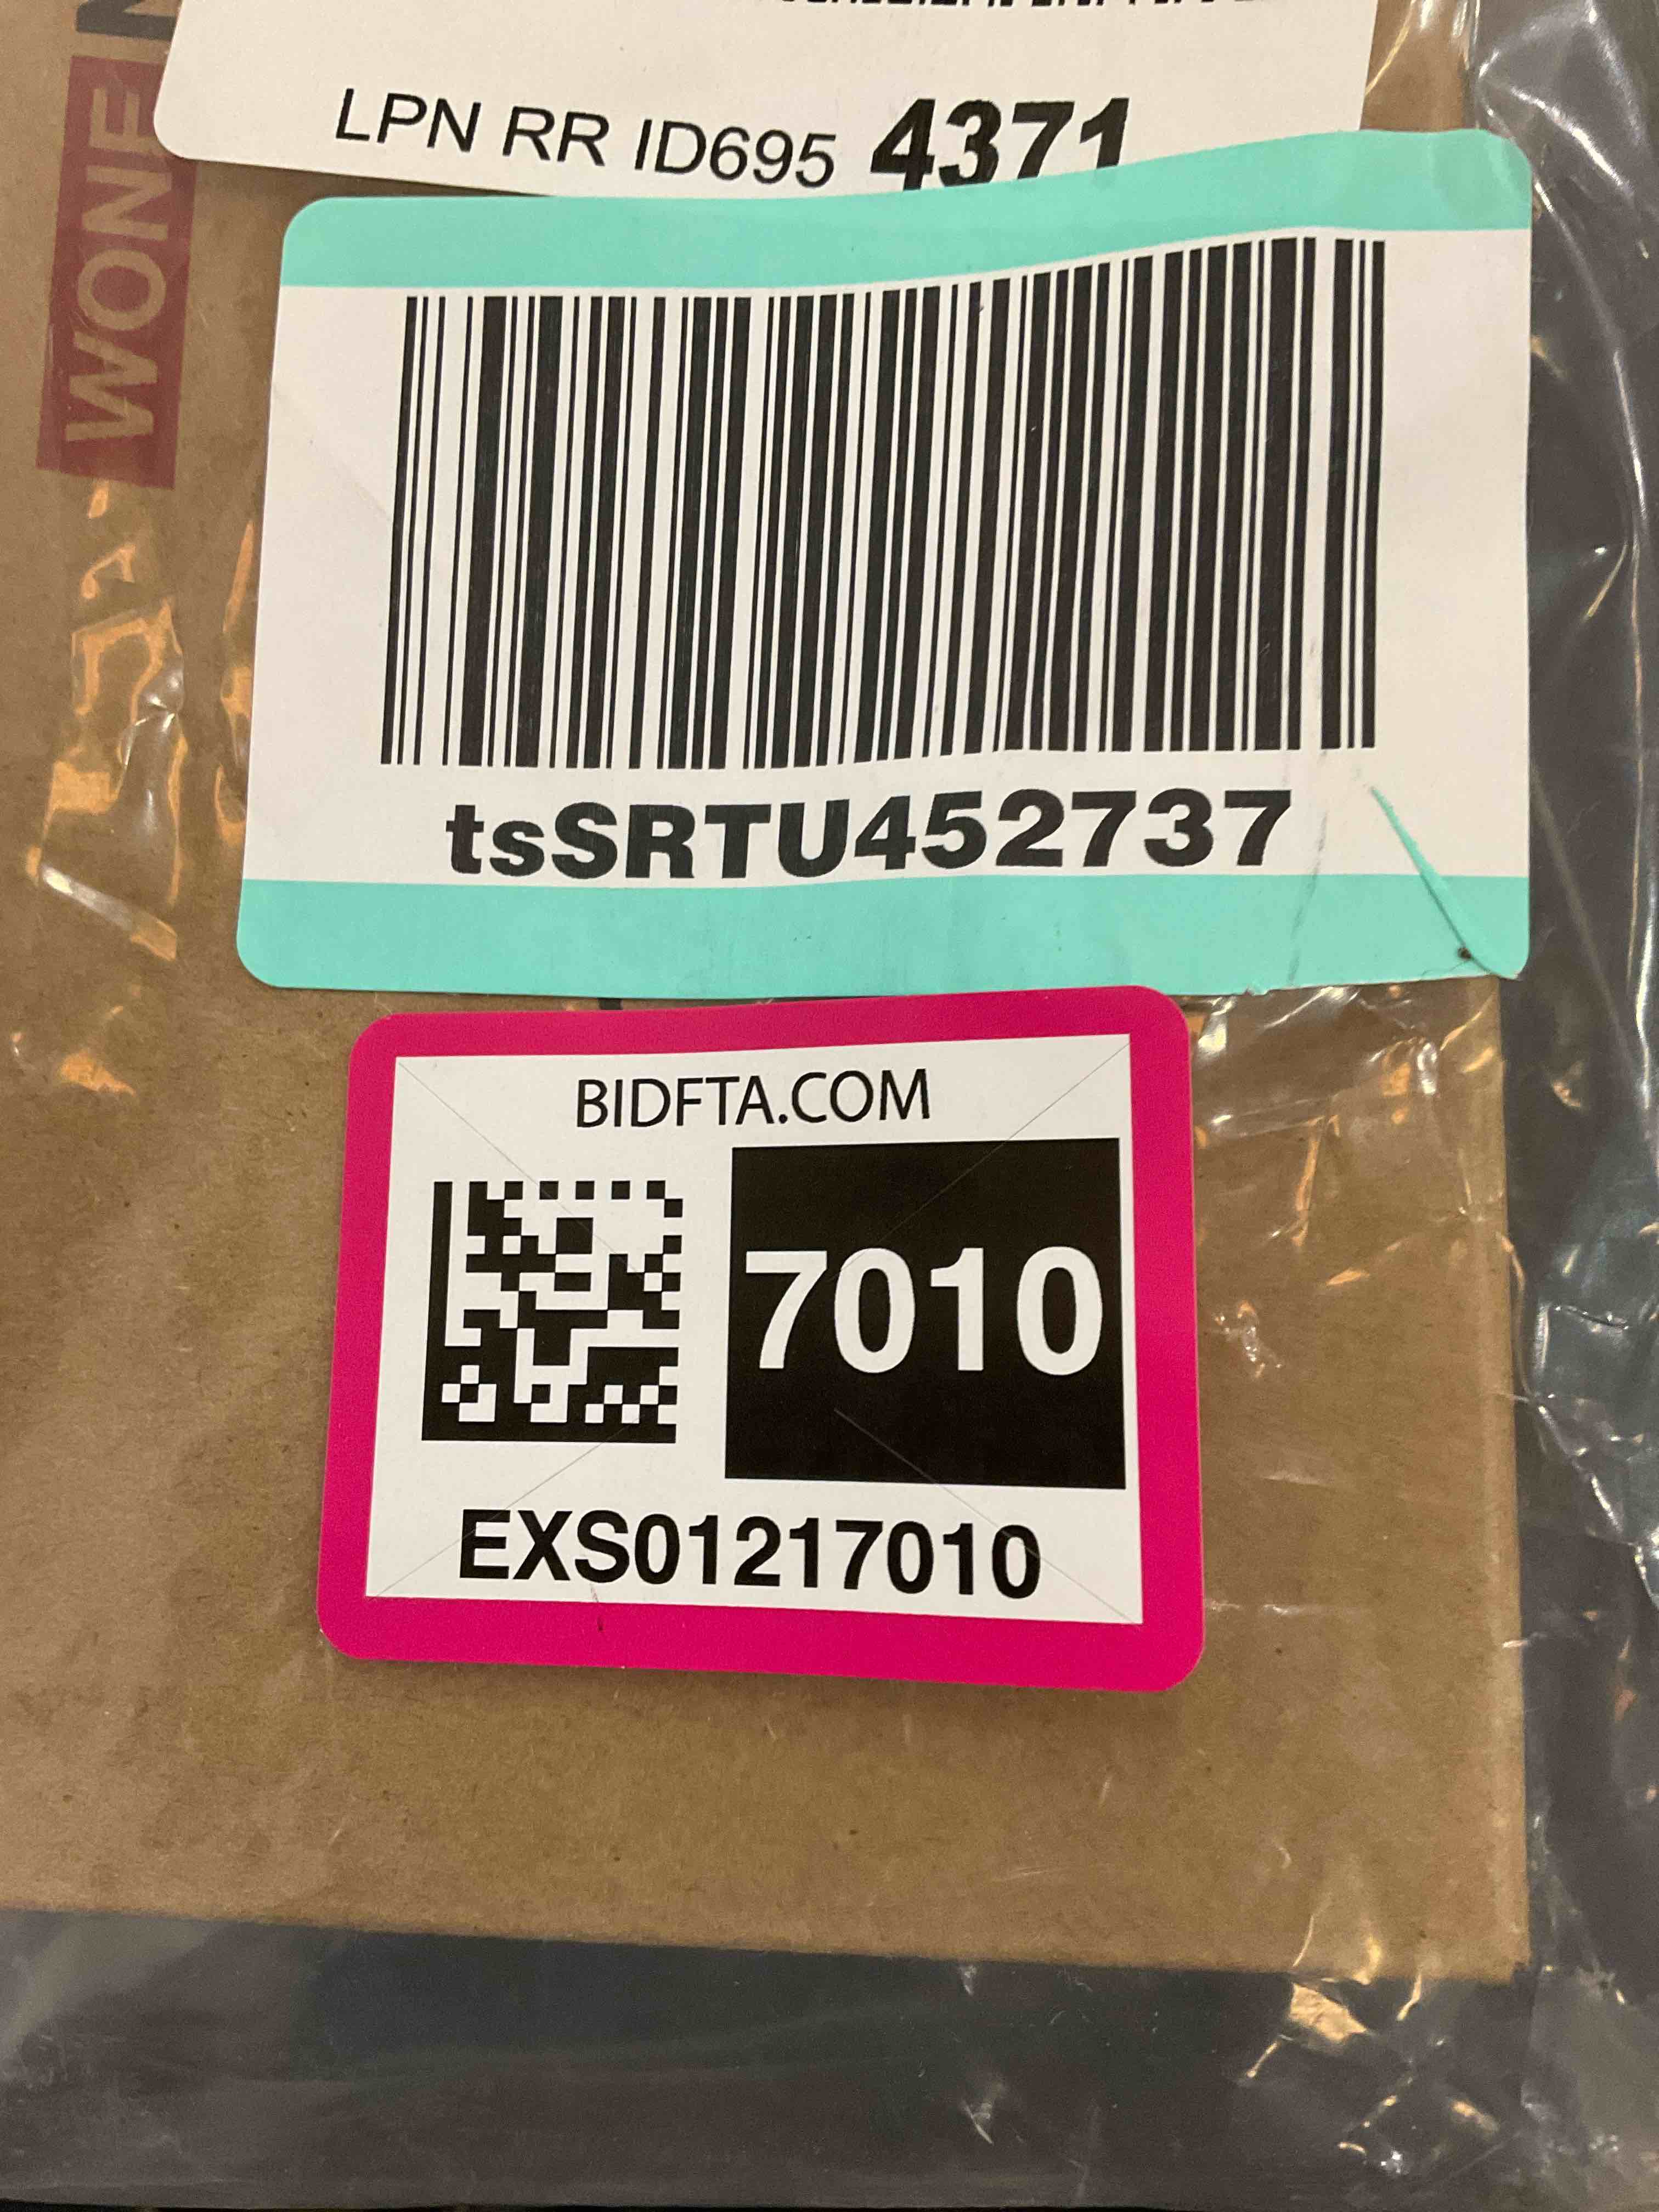 LPN RR ID695 4371
tsSRTU452737
BIDFTA.COM
7010
EXS01217010